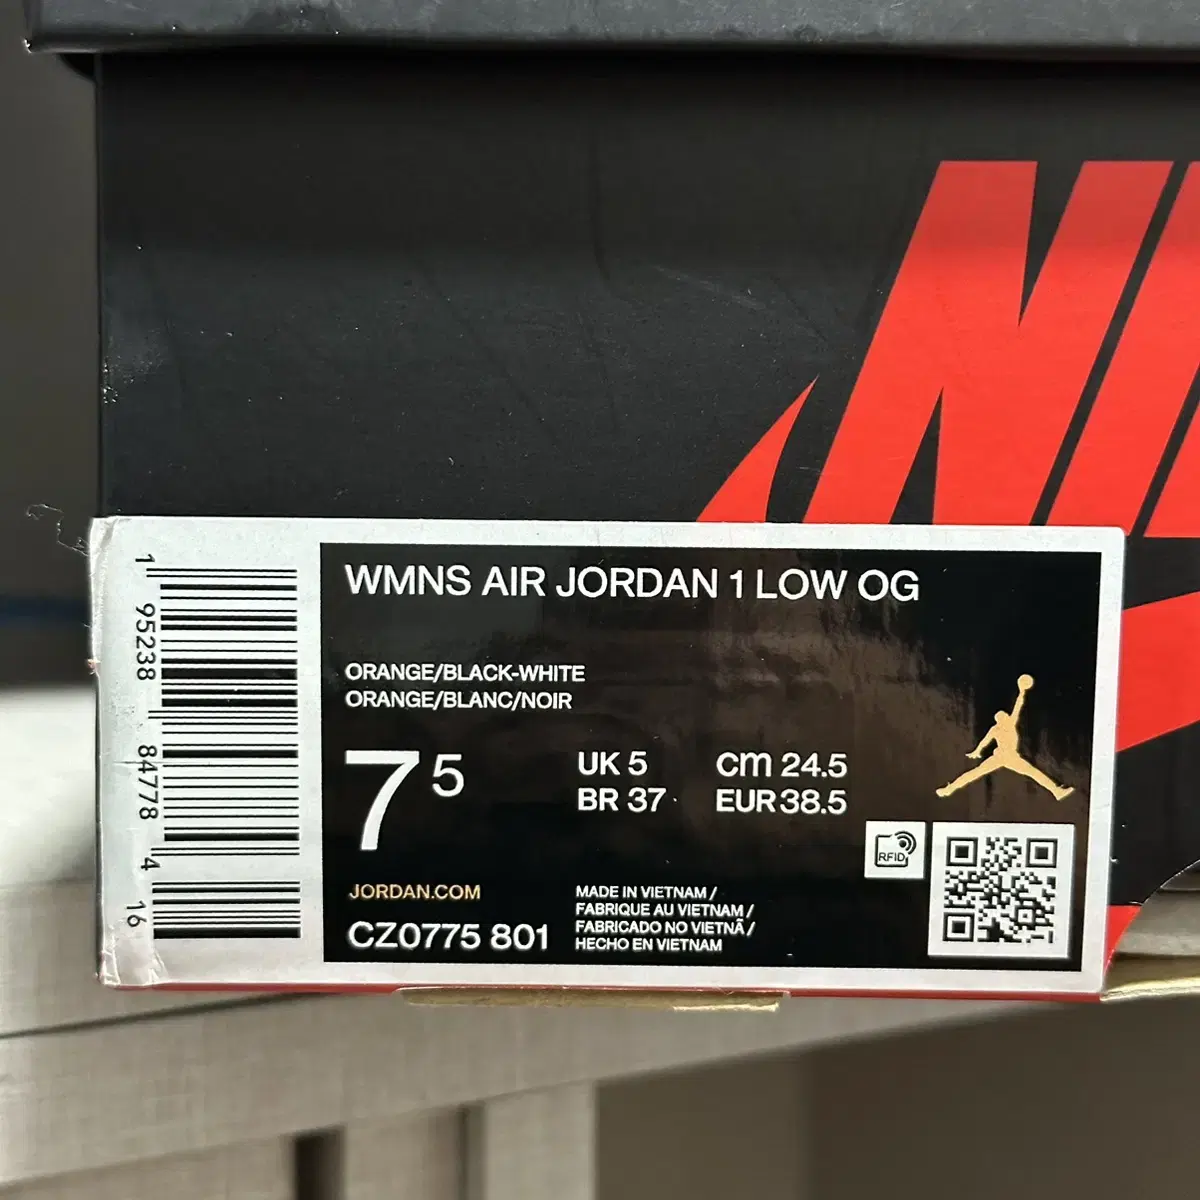 WMNS AIR JORDAN 1 LOW OG
ORANGE/BLACK-WHITE
ORANGE/BLANC/NOIR
7 5
UK 5 CM 24.5
BR 37 EUR 38.5
RFID
JORDAN.COM
CZ0775 801
MADE IN VIETNAM /
FABRIQUE AU VIETNAM /
FABRICADO NO VIETNÃ /
HECHO EN VIETNAM
1 95238 84778 4 16